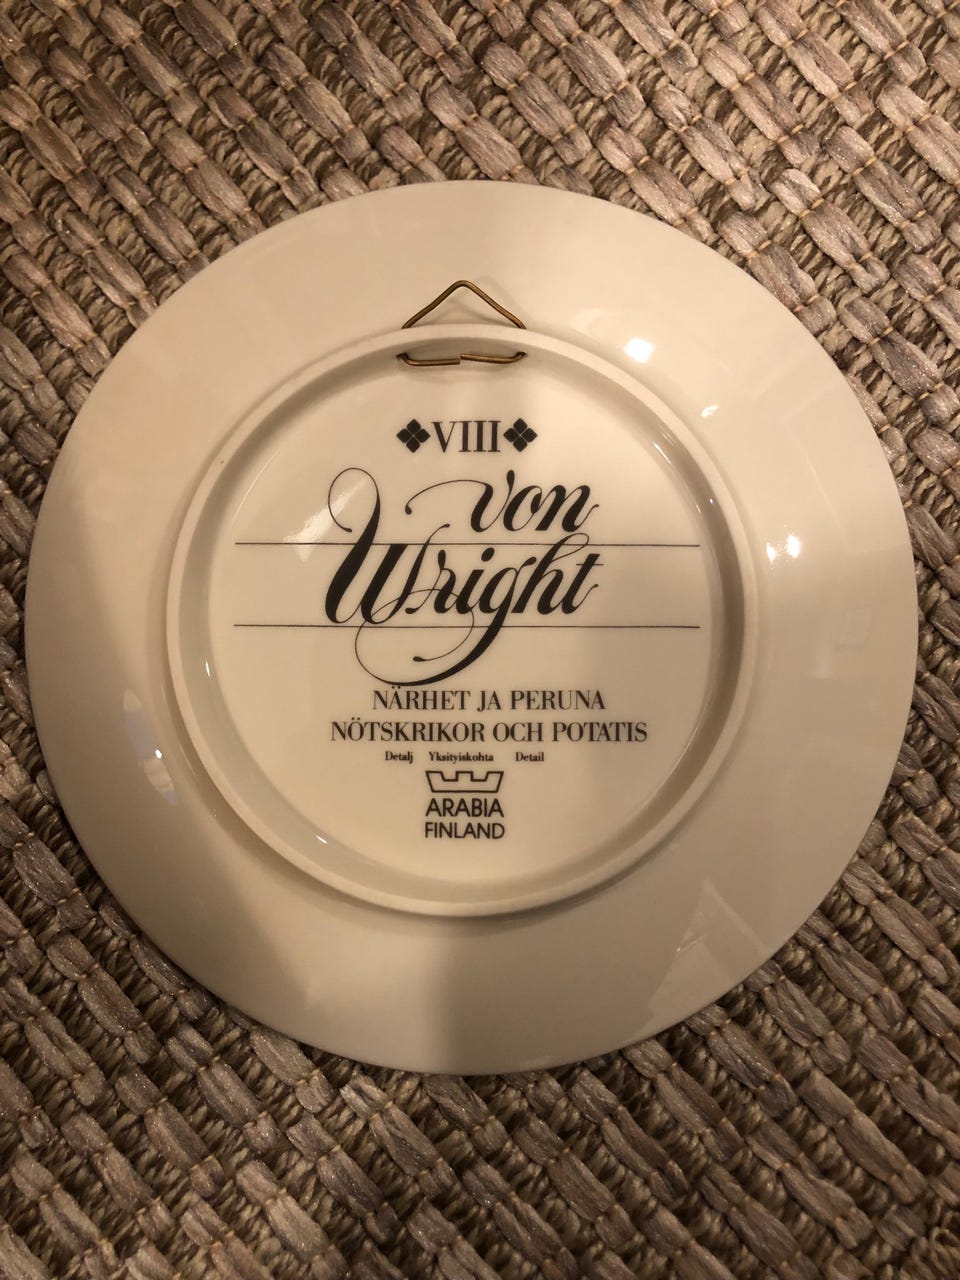 VIII
von
Wright
NÄRHET JA PERUNA
NÖTSKRIKOR OCH POTATIS
Detalj Yksityiskohta Detail
ARABIA
FINLAND